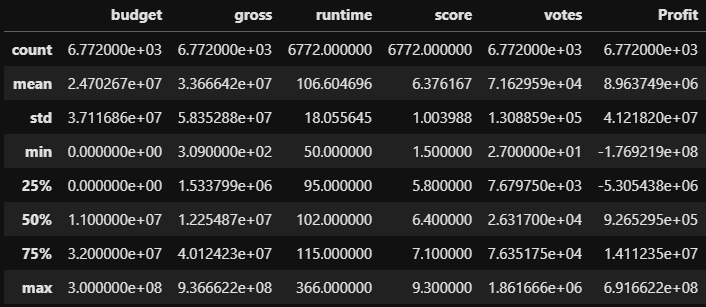 budget gross runtime score votes Profit
count 6.772000e+03 6.772000e+03 6772.000000 6772.000000 6.772000e+03 6.772000e+03
mean 2.470267e+07 3.366642e+07 106.604696 6.376167 7.162959e+04 8.963749e+06
std 3.711686e+07 5.835288e+07 18.055645 1.003988 1.308859e+05 4.121820e+07
min 0.000000e+00 3.090000e+02 50.000000 1.500000 2.700000e+01 -1.769219e+08
25% 0.000000e+00 1.533799e+06 95.000000 5.800000 7.679750e+03 -5.305438e+06
50% 1.100000e+07 1.225487e+07 102.000000 6.400000 2.631700e+04 9.265295e+05
75% 3.200000e+07 4.012423e+07 115.000000 7.100000 7.635175e+04 1.411235e+07
max 3.000000e+08 9.366622e+08 366.000000 9.300000 1.861666e+06 6.916622e+08